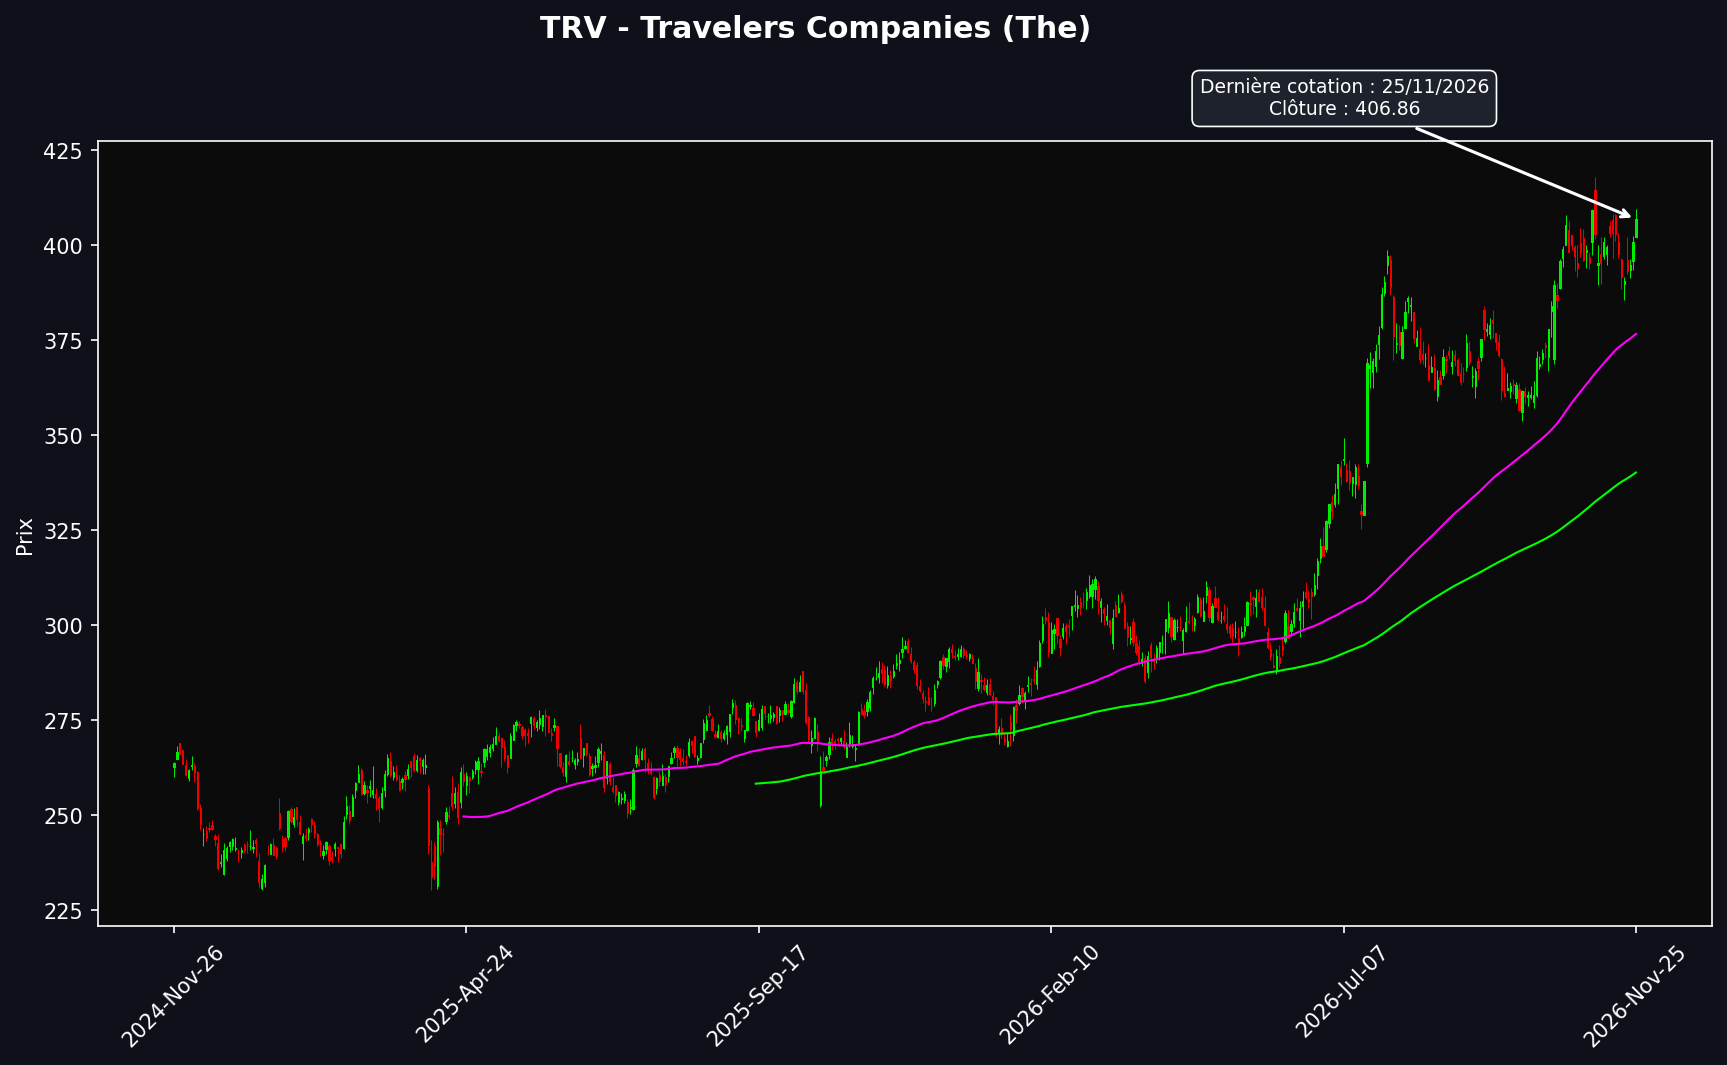 TRV - Travelers Companies (The)
Dernière cotation : 25/11/2026
Clôture : 406.86
425
400
375
350
325
300
275
250
225
Prix
2024-Nov-26
2025-Apr-24
2025-Sep-17
2026-Feb-10
2026-Jul-07
2026-Nov-25